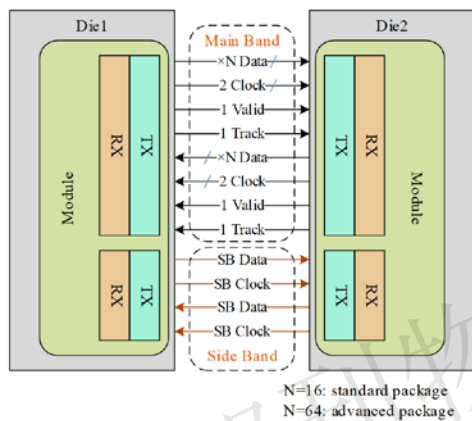 Die1
Die2
Main Band
×N Data
2 Clock
1 Valid
1 Track
×N Data
2 Clock
1 Valid
1 Track
SB Data
SB Clock
SB Data
SB Clock
Side Band
Module
RX
TX
RX
TX
TX
RX
TX
RX
Module
N=16: standard package
N=64: advanced package